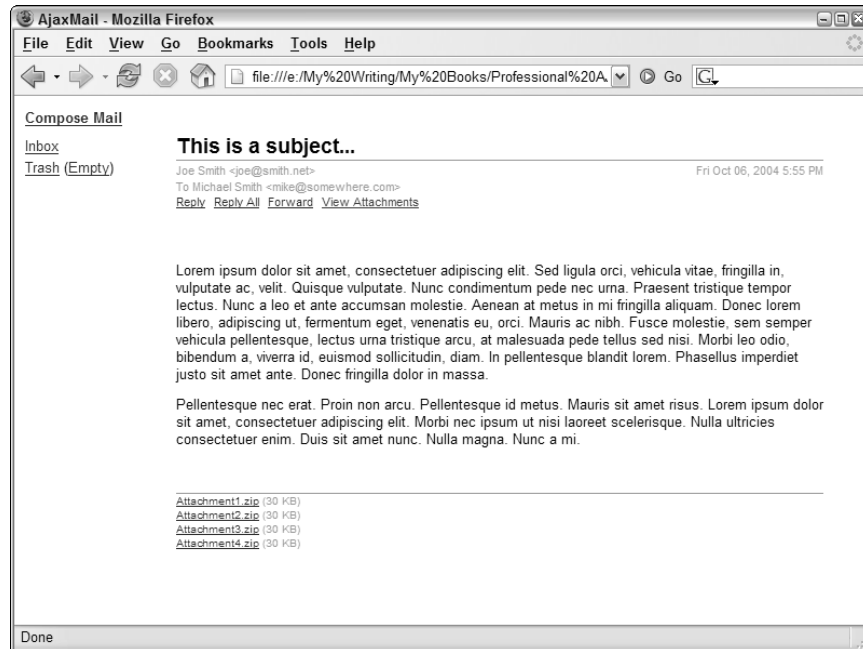 AjaxMail - Mozilla Firefox
File Edit View Go Bookmarks Tools Help
file:///e:/My%20Writing/My%20Books/Professional%20A Go G
Compose Mail
Inbox
Trash (Empty)
This is a subject...
Joe Smith <joe@smith.net> Fri Oct 06, 2004 5:55 PM
To Michael Smith <mike@somewhere.com>
Reply Reply All Forward View Attachments
Lorem ipsum dolor sit amet, consectetuer adipiscing elit. Sed ligula orci, vehicula vitae, fringilla in,
vulputate ac, velit. Quisque vulputate. Nunc condimentum pede nec urna. Praesent tristique tempor
lectus. Nunc a leo et ante accumsan molestie. Aenean at metus in mi fringilla aliquam. Donec lorem
libero, adipiscing ut, fermentum eget, venenatis eu, orci. Mauris ac nibh. Fusce molestie, sem semper
vehicula pellentesque, lectus urna tristique arcu, at malesuada pede tellus sed nisi. Morbi leo odio,
bibendum a, viverra id, euismod sollicitudin, diam. In pellentesque blandit lorem. Phasellus imperdiet
justo sit amet ante. Donec fringilla dolor in massa.
Pellentesque nec erat. Proin non arcu. Pellentesque id metus. Mauris sit amet risus. Lorem ipsum dolor
sit amet, consectetuer adipiscing elit. Morbi nec ipsum ut nisi laoreet scelerisque. Nulla ultricies
consectetuer enim. Duis sit amet nunc. Nulla magna. Nunc a mi.
Attachment1.zip (30 KB)
Attachment2.zip (30 KB)
Attachment3.zip (30 KB)
Attachment4.zip (30 KB)
Done